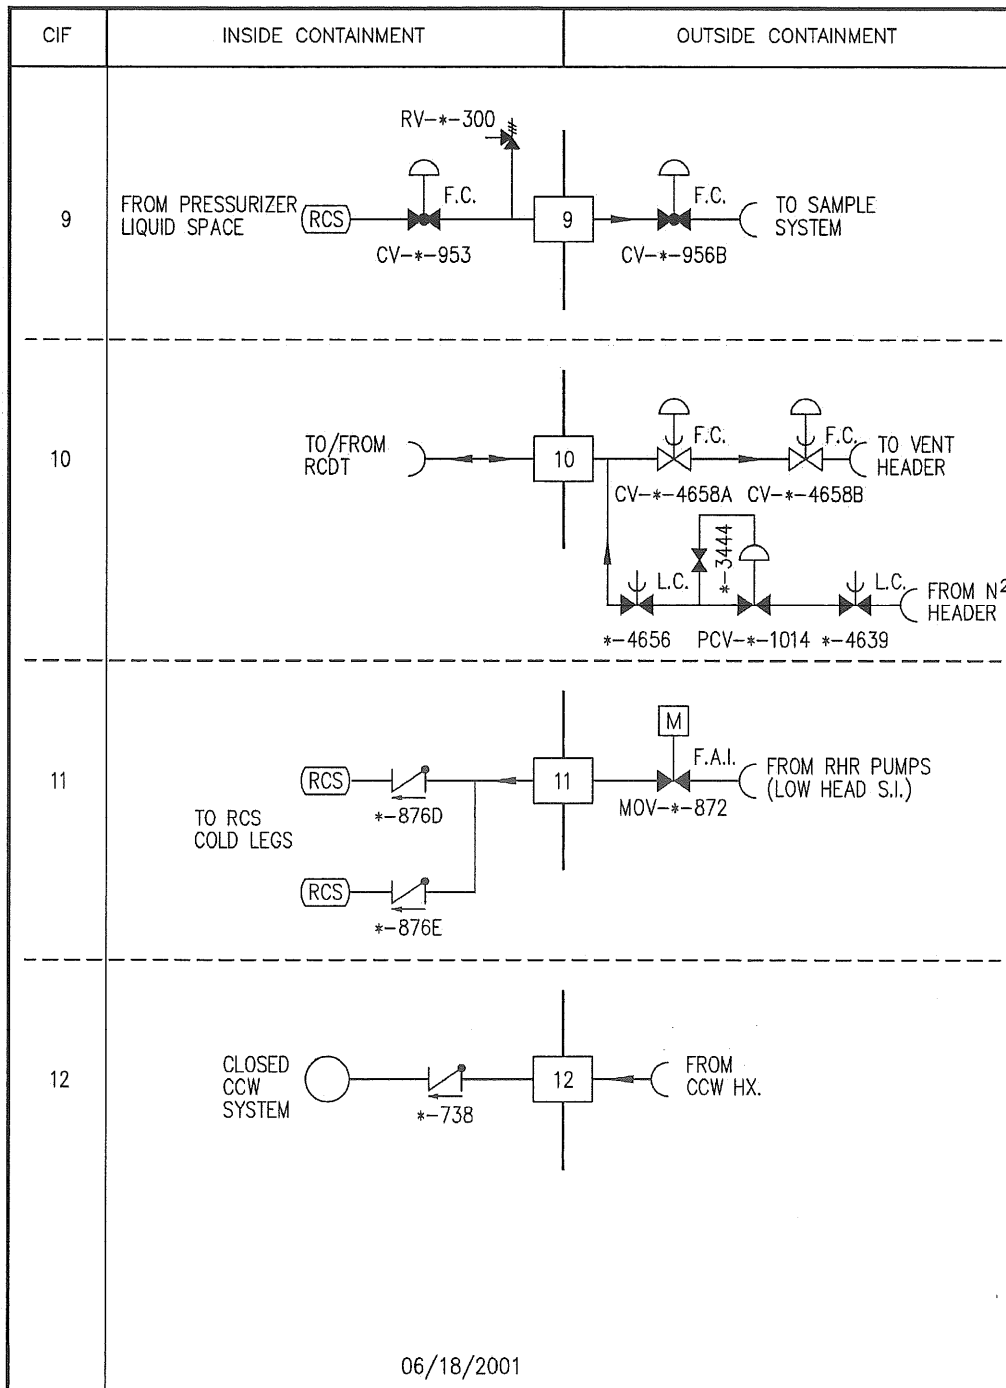 CIF
INSIDE CONTAINMENT
OUTSIDE CONTAINMENT
9
FROM PRESSURIZER
LIQUID SPACE
RCS
F.C.
CV-*-953
RV-*-300
9
F.C.
CV-*-956B
TO SAMPLE
SYSTEM
10
TO/FROM
RCDT
10
F.C.
CV-*-4658A
F.C.
CV-*-4658B
TO VENT
HEADER
*-3444
L.C.
*-4656
PCV-*-1014
L.C.
*-4639
FROM N²
HEADER
11
TO RCS
COLD LEGS
RCS
*-876D
RCS
*-876E
11
M
F.A.I.
MOV-*-872
FROM RHR PUMPS
(LOW HEAD S.I.)
12
CLOSED
CCW
SYSTEM
*-738
12
FROM
CCW HX.
06/18/2001